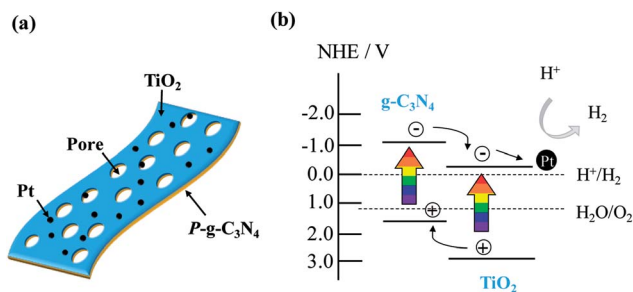 (a)
TiO2
Pore
Pt
P-g-C3N4
(b)
NHE / V
H+
g-C3N4
H2
-2.0
-1.0
0.0
1.0
2.0
3.0
-
-
Pt
+
+
H+/H2
H2O/O2
TiO2